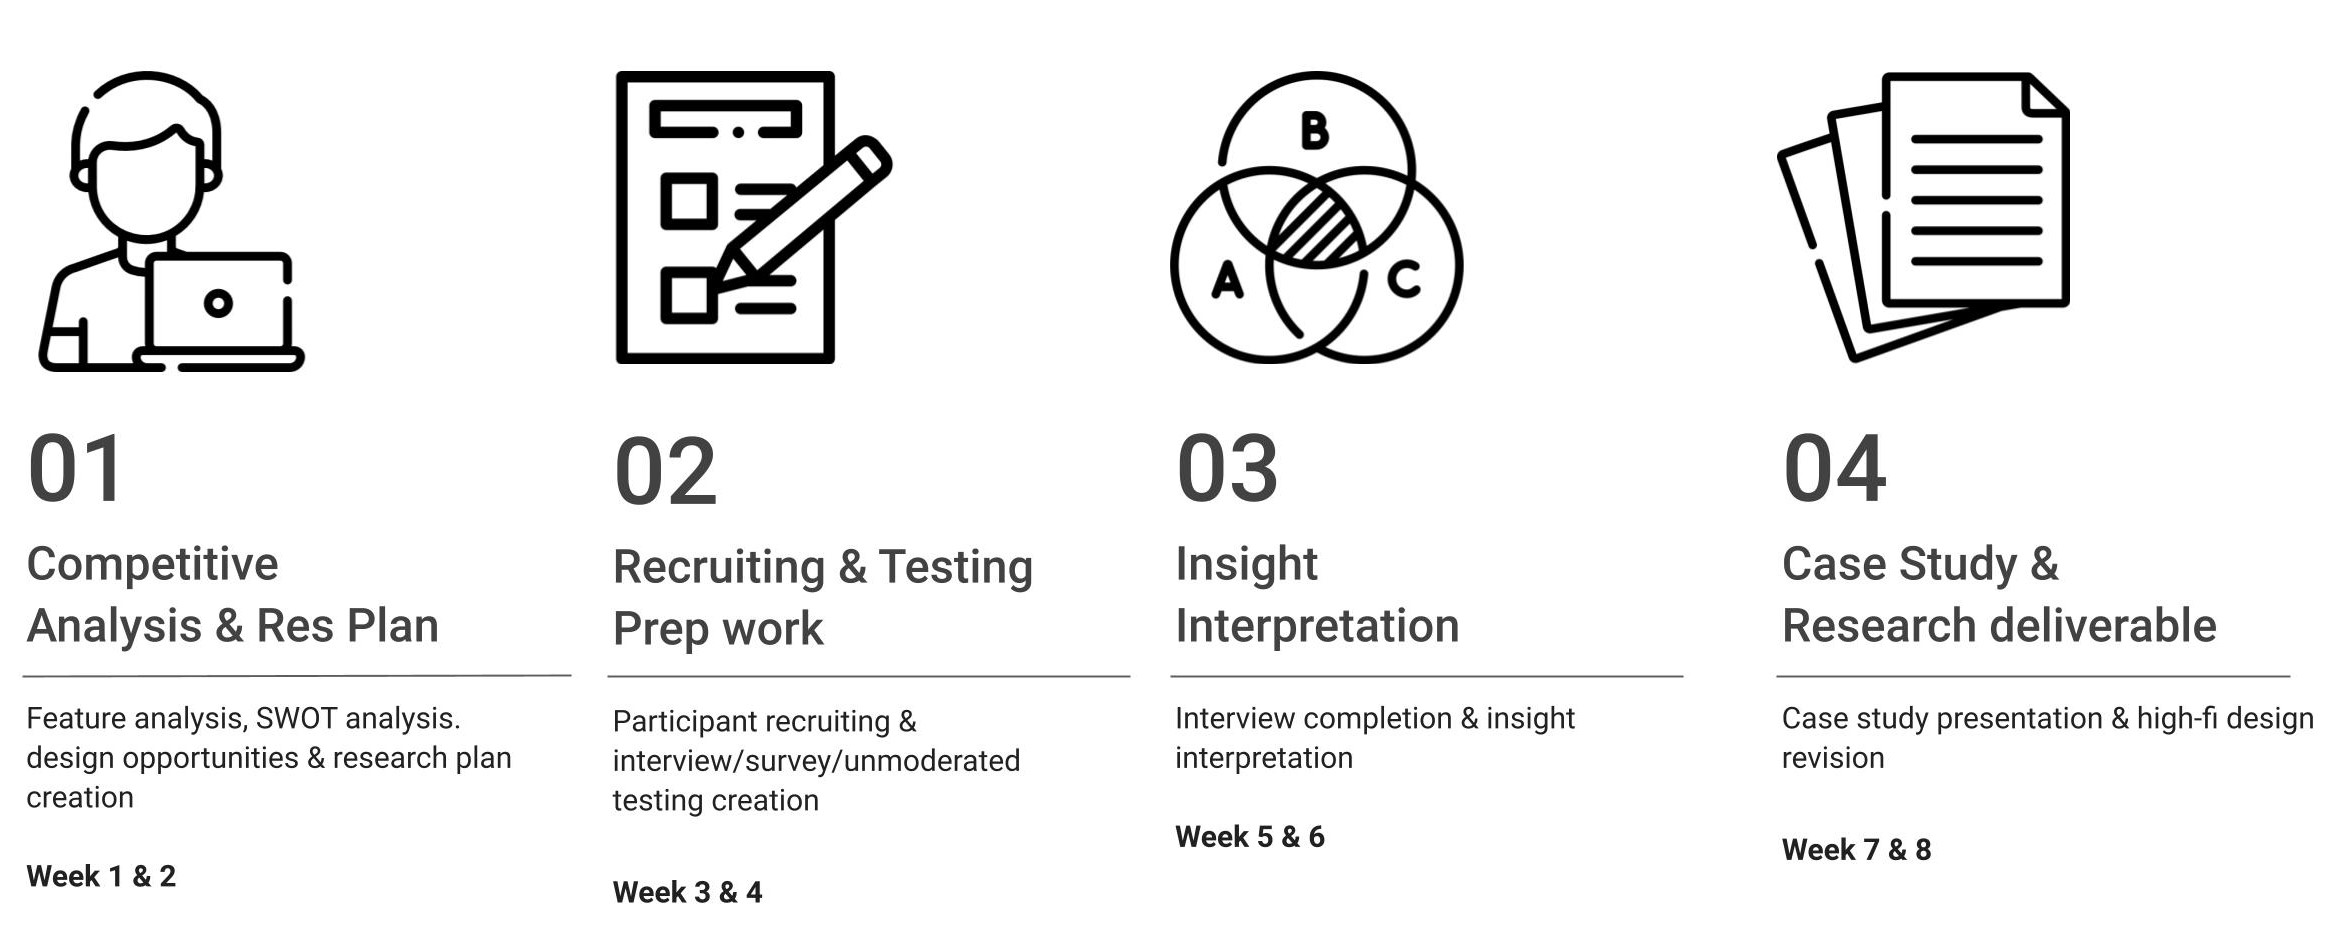 B
A
C
01
Competitive
Analysis & Res Plan
Feature analysis, SWOT analysis.
design opportunities & research plan
creation
Week 1 & 2
02
Recruiting & Testing
Prep work
Participant recruiting &
interview/survey/unmoderated
testing creation
Week 3 & 4
03
Insight
Interpretation
Interview completion & insight
interpretation
Week 5 & 6
04
Case Study &
Research deliverable
Case study presentation & high-fi design
revision
Week 7 & 8